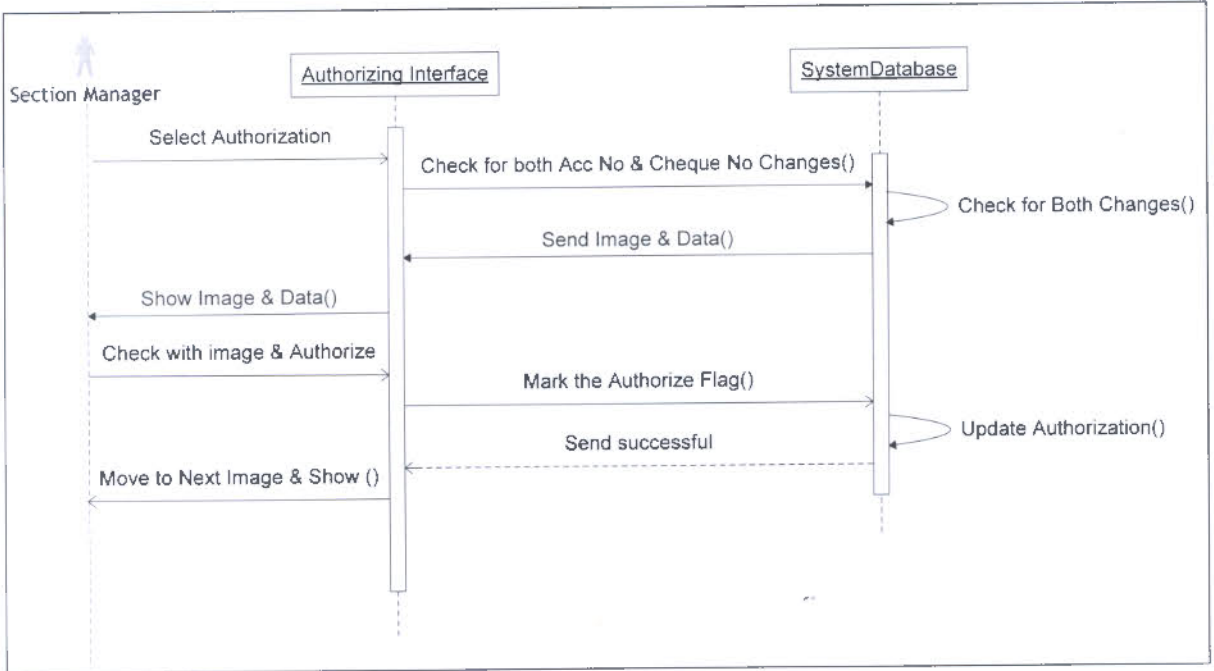 Authorizing Interface
SystemDatabase
Section Manager
Select Authorization
Check for both Acc No & Cheque No Changes()
Check for Both Changes()
Send Image & Data()
Show Image & Data()
Check with image & Authorize
Mark the Authorize Flag()
Update Authorization()
Send successful
Move to Next Image & Show ()